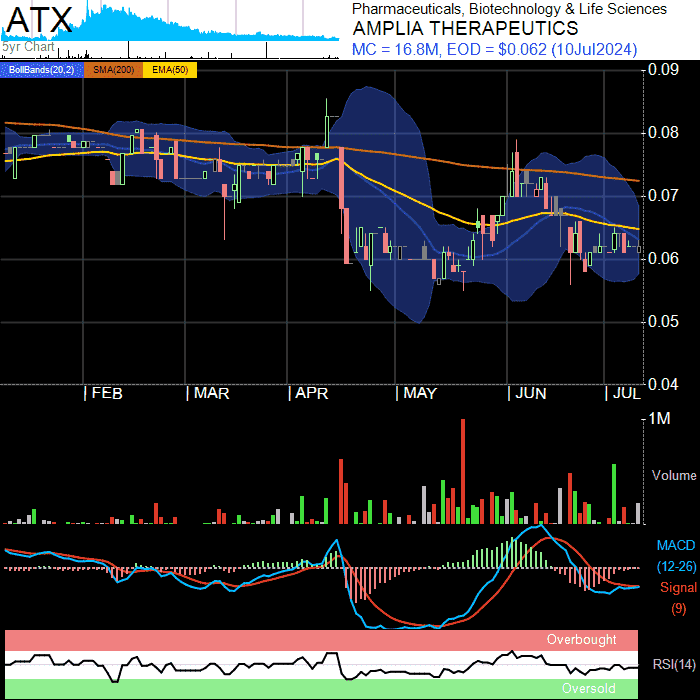 ATX
5yr Chart
Pharmaceuticals, Biotechnology & Life Sciences
AMPLIA THERAPEUTICS
MC = 16.8M, EOD = $0.062 (10Jul2024)
BollBands(20,2) SMA(200) EMA(50)
0.09
0.08
0.07
0.06
0.05
0.04
FEB MAR APR MAY JUN JUL
1M
Volume
MACD
(12-26)
Signal
(9)
Overbought
RSI(14)
Oversold